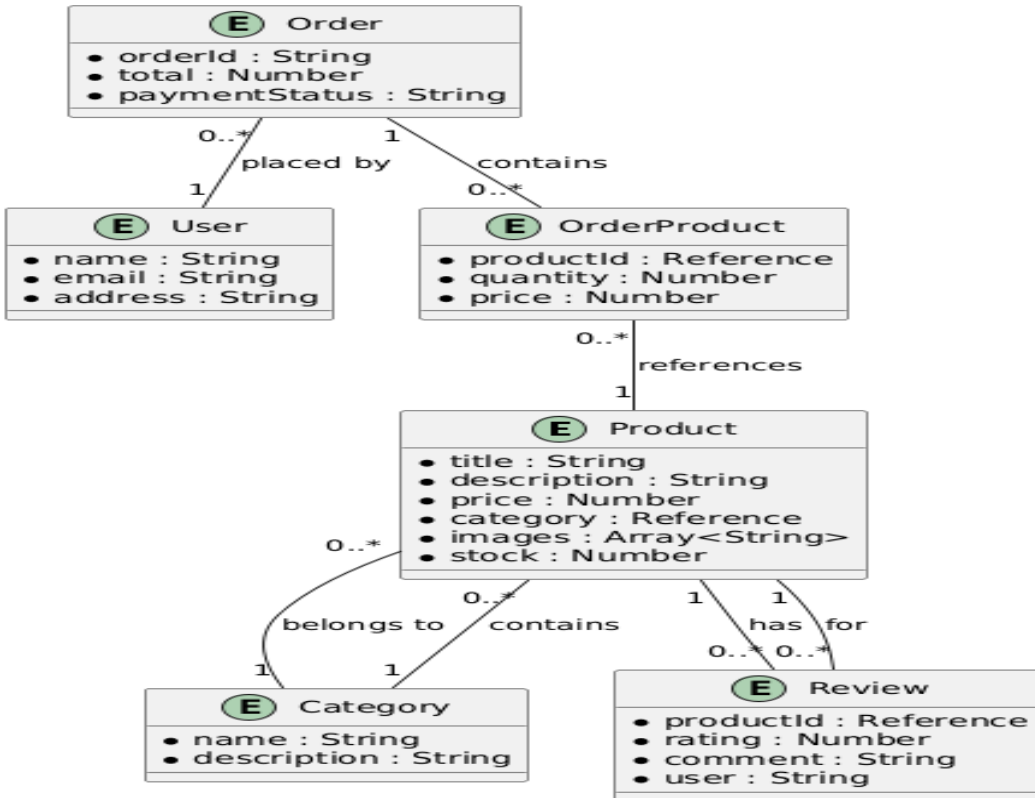 E Order
orderId : String
total : Number
paymentStatus : String
0..* 1
placed by contains
1 0..*
E User
name : String
email : String
address : String
E OrderProduct
productId : Reference
quantity : Number
price : Number
0..*
references
1
E Product
title : String
description : String
price : Number
category : Reference
images : Array<String>
stock : Number
0..* 0..* 1 1
belongs to contains has for
1 1 0..* 0..*
E Category
name : String
description : String
E Review
productId : Reference
rating : Number
comment : String
user : String